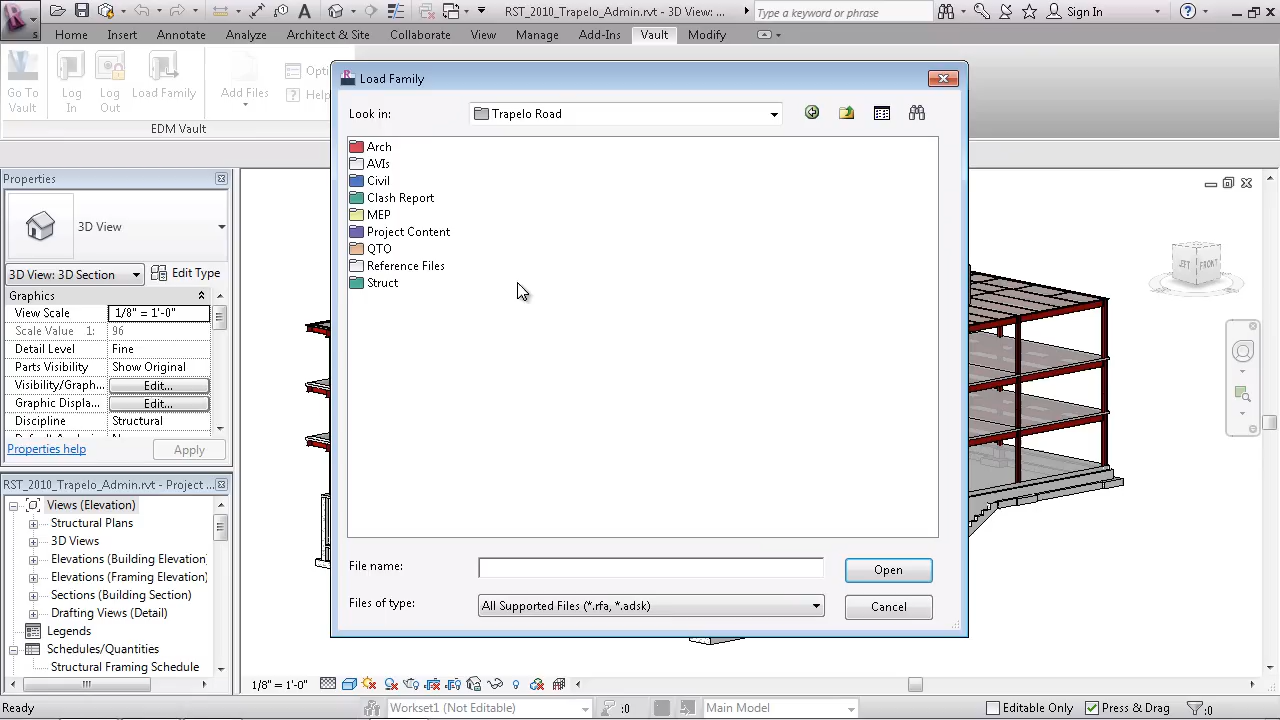 RST_2010_Trapelo_Admin.rvt - 3D View...
Type a keyword or phrase
Sign In
Home
Insert
Annotate
Analyze
Architect & Site
Collaborate
View
Manage
Add-Ins
Vault
Modify
Go To Vault
Log In
Log Out
Load Family
Add Files
Opti
Help
EDM Vault
Load Family
Look in:
Trapelo Road
Arch
AVIs
Civil
Clash Report
MEP
Project Content
QTO
Reference Files
Struct
File name:
Open
Files of type:
All Supported Files (*.rfa, *.adsk)
Cancel
Properties
3D View
3D View: 3D Section
Edit Type
Graphics
View Scale
1/8" = 1'-0"
Scale Value 1:
96
Detail Level
Fine
Parts Visibility
Show Original
Visibility/Graph...
Edit...
Graphic Displa...
Edit...
Discipline
Structural
Properties help
Apply
RST_2010_Trapelo_Admin.rvt - Project ...
Views (Elevation)
Structural Plans
3D Views
Elevations (Building Elevation)
Elevations (Framing Elevation)
Sections (Building Section)
Drafting Views (Detail)
Legends
Schedules/Quantities
Structural Framing Schedule
LEFT
FRONT
1/8" = 1'-0"
Ready
Workset1 (Not Editable)
:0
Main Model
Editable Only
Press & Drag
:0